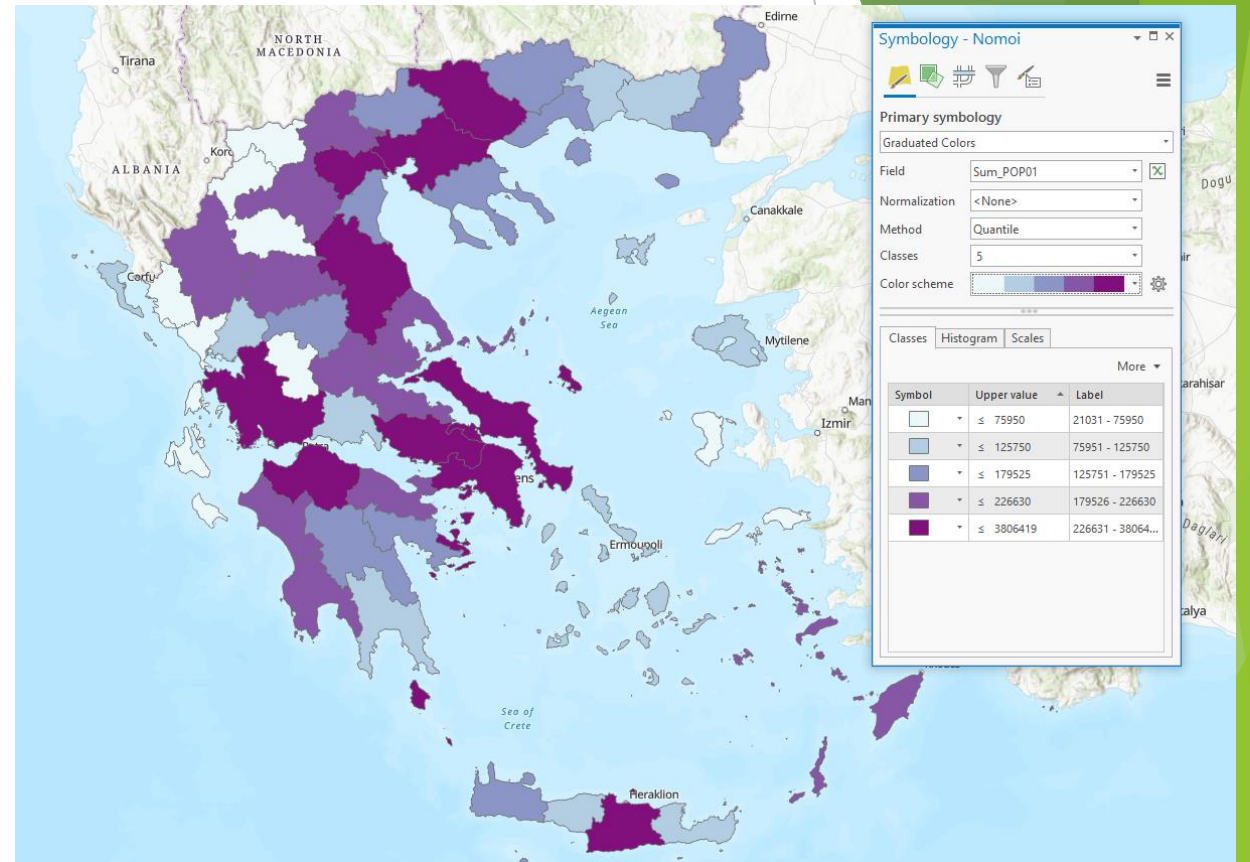 Edirne
NORTH
MACEDONIA
Tirana
ALBANIA
Corfu
Canakkale
Aegean
Sea
Mytilene
Izmir
Ermoupoli
Sea of
Crete
Heraklion
Symbology - Nomoi
Primary symbology
Graduated Colors
Field
Sum_POP01
Normalization
<None>
Method
Quantile
Classes
5
Color scheme
Classes Histogram Scales
More
Symbol Upper value Label
≤ 75950 21031 - 75950
≤ 125750 75951 - 125750
≤ 179525 125751 - 179525
≤ 226630 179526 - 226630
≤ 3806419 226631 - 38064...